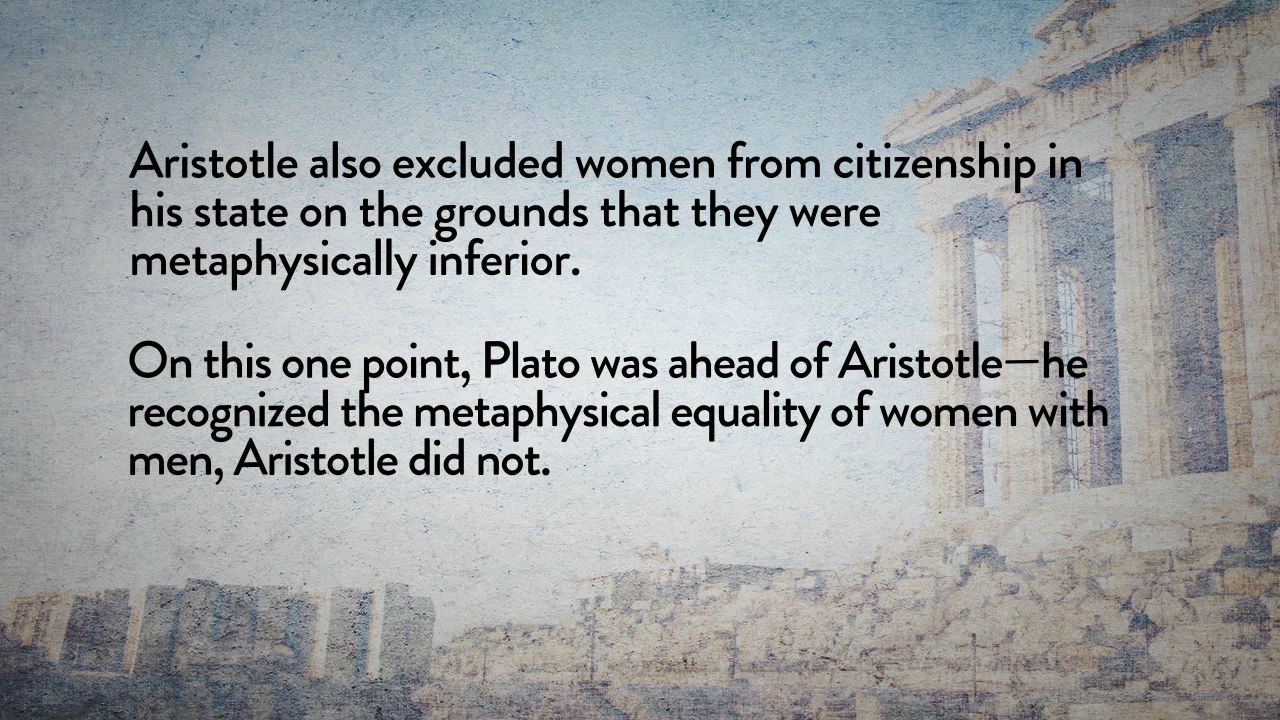 Aristotle also excluded women from citizenship in
his state on the grounds that they were
metaphysically inferior.
On this one point, Plato was ahead of Aristotle—he
recognized the metaphysical equality of women with
men, Aristotle did not.